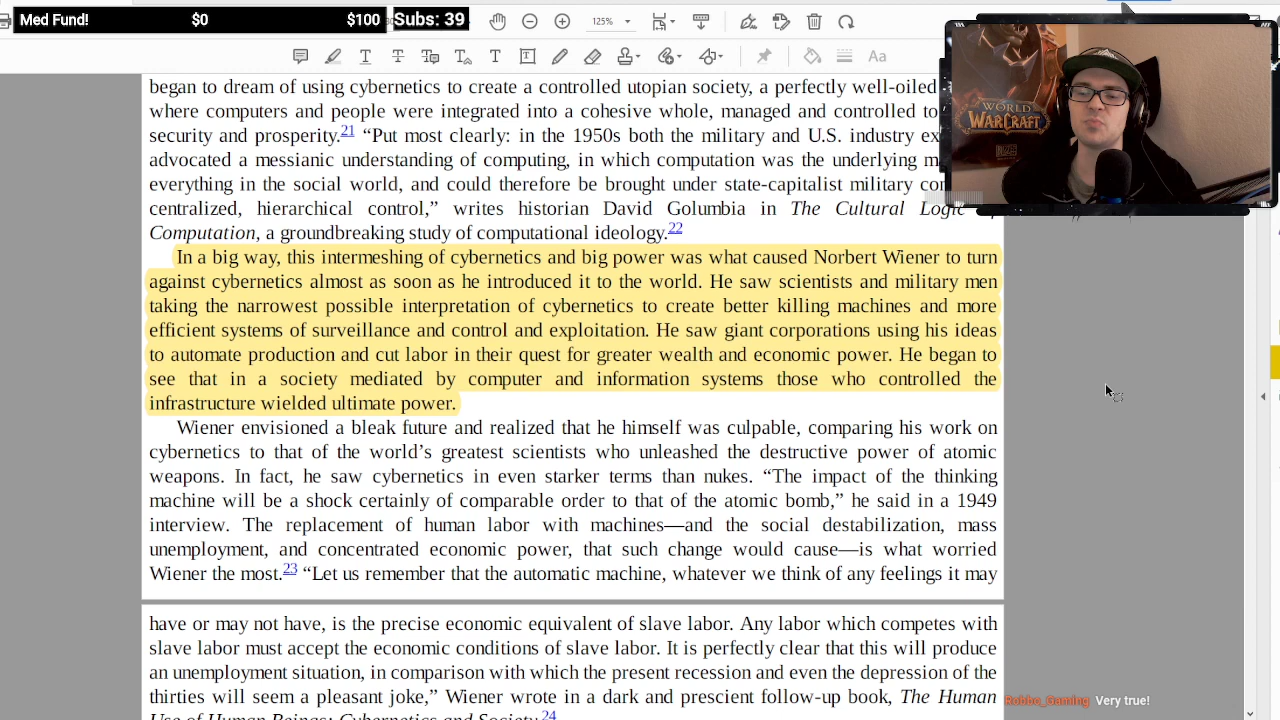 Med Fund!
$0
$100
Subs: 39
125%
Aa
WORLD
WARCRAFT
began to dream of using cybernetics to create a controlled utopian society, a perfectly well-oiled
where computers and people were integrated into a cohesive whole, managed and controlled to
security and prosperity.21 “Put most clearly: in the 1950s both the military and U.S. industry
advocated a messianic understanding of computing, in which computation was the underlying
everything in the social world, and could therefore be brought under state-capitalist military
centralized, hierarchical control,” writes historian David Golumbia in The Cultural Logic
Computation, a groundbreaking study of computational ideology.22
In a big way, this intermeshing of cybernetics and big power was what caused Norbert Wiener to turn
against cybernetics almost as soon as he introduced it to the world. He saw scientists and military men
taking the narrowest possible interpretation of cybernetics to create better killing machines and more
efficient systems of surveillance and control and exploitation. He saw giant corporations using his ideas
to automate production and cut labor in their quest for greater wealth and economic power. He began to
see that in a society mediated by computer and information systems those who controlled the
infrastructure wielded ultimate power.
Wiener envisioned a bleak future and realized that he himself was culpable, comparing his work on
cybernetics to that of the world’s greatest scientists who unleashed the destructive power of atomic
weapons. In fact, he saw cybernetics in even starker terms than nukes. “The impact of the thinking
machine will be a shock certainly of comparable order to that of the atomic bomb,” he said in a 1949
interview. The replacement of human labor with machines—and the social destabilization, mass
unemployment, and concentrated economic power, that such change would cause—is what worried
Wiener the most.23 “Let us remember that the automatic machine, whatever we think of any feelings it may
have or may not have, is the precise economic equivalent of slave labor. Any labor which competes with
slave labor must accept the economic conditions of slave labor. It is perfectly clear that this will produce
an unemployment situation, in comparison with which the present recession and even the depression of the
thirties will seem a pleasant joke,” Wiener wrote in a dark and prescient follow-up book, The Human
Use of Human Beings: Cybernetics and Society.24
Robbo_Gaming Very true!